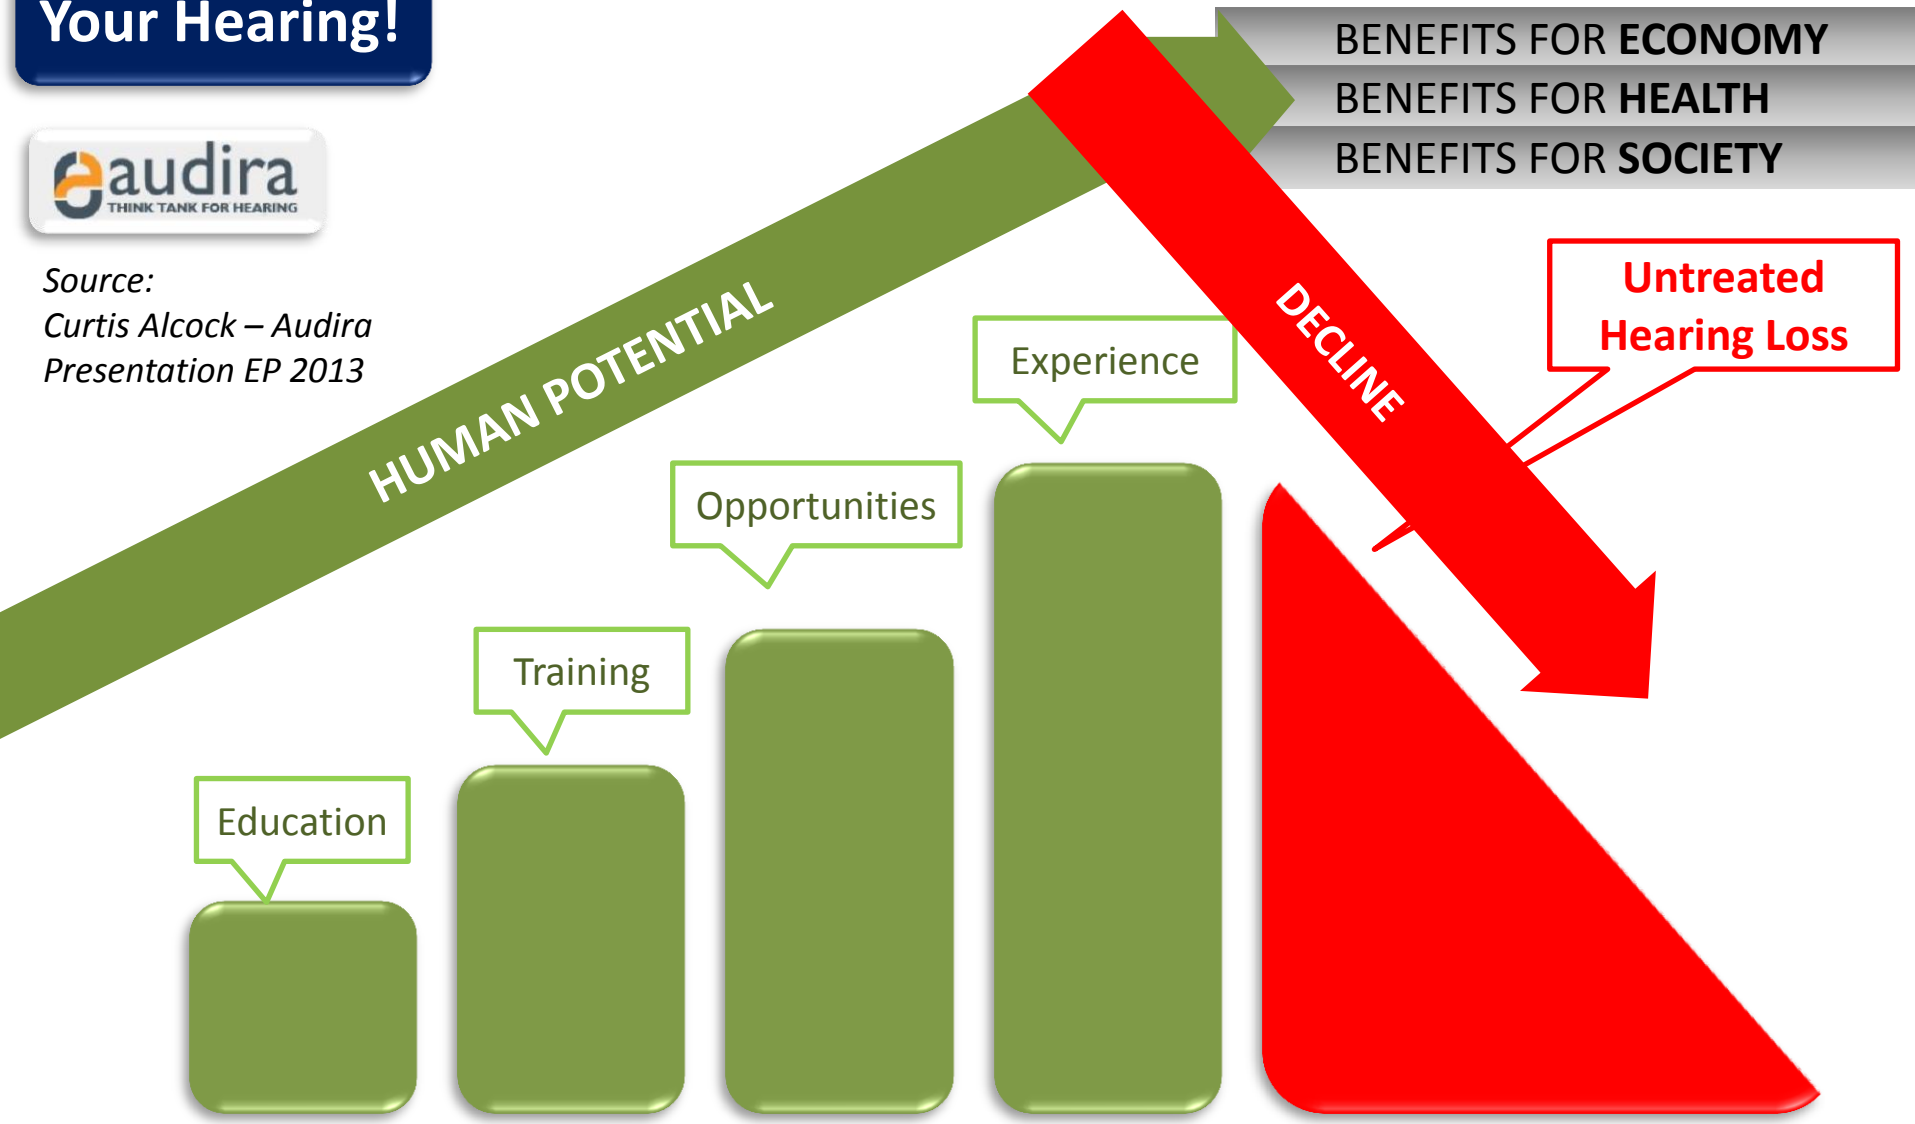 Your Hearing!
BENEFITS FOR ECONOMY
BENEFITS FOR HEALTH
BENEFITS FOR SOCIETY
audira
THINK TANK FOR HEARING
Source:
Curtis Alcock – Audira
Presentation EP 2013
HUMAN POTENTIAL
DECLINE
Untreated
Hearing Loss
Experience
Opportunities
Training
Education